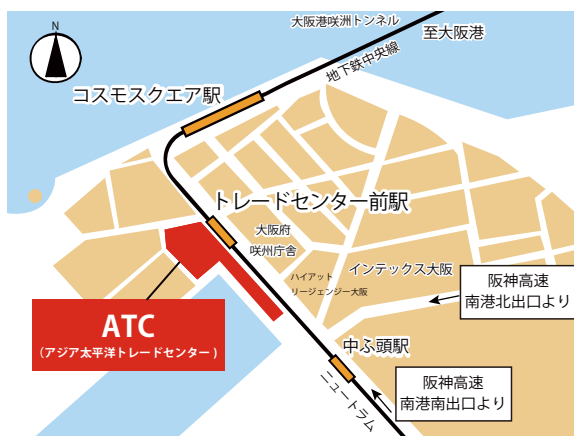 N
大阪港咲洲トンネル
至大阪港
地下鉄中央線
コスモスクエア駅
トレードセンター前駅
大阪府
咲州庁舎
ハイアット
リージェンジー大阪
インテックス大阪
阪神高速
南港北出口より
ATC
(アジア太平洋トレードセンター)
中ふ頭駅
ニュートラム
阪神高速
南港南出口より